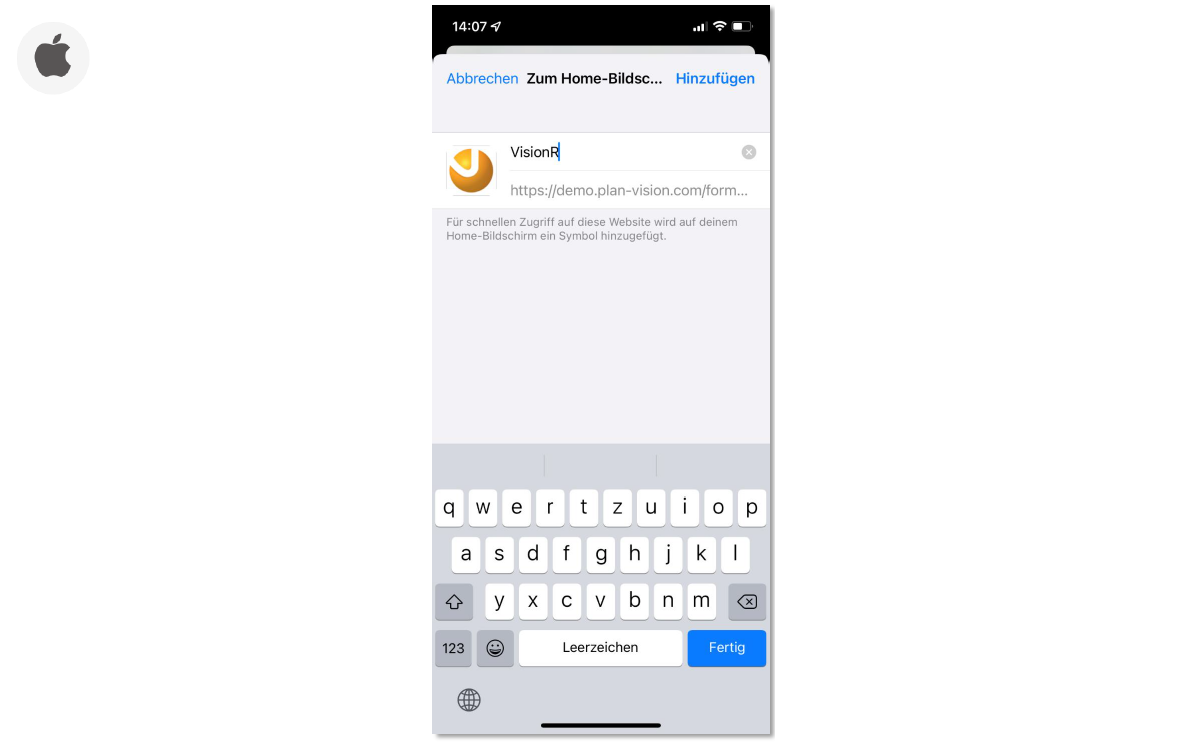 14:07
Abbrechen Zum Home-Bildsc... Hinzufügen
VisionR
https://demo.plan-vision.com/form...
Für schnellen Zugriff auf diese Website wird auf deinem
Home-Bildschirm ein Symbol hinzugefügt.
q w e r t z u i o p
a s d f g h j k l
y x c v b n m
123 Leerzeichen Fertig